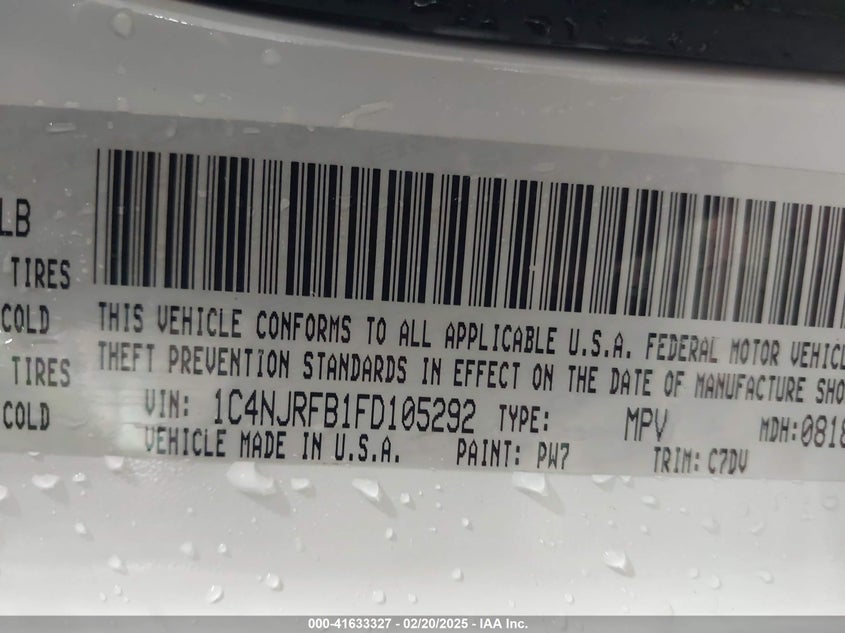 LB
TIRES
COLD
TIRES
COLD
THIS VEHICLE CONFORMS TO ALL APPLICABLE U.S.A. FEDERAL MOTOR VEHICL
THEFT PREVENTION STANDARDS IN EFFECT ON THE DATE OF MANUFACTURE SHO
VIN: 1C4NJRFB1FD105292 TYPE: MPV MDH:0818
VEHICLE MADE IN U.S.A. PAINT: PW7 TRIM: C7DV
000-41633327 - 02/20/2025 - IAA Inc.